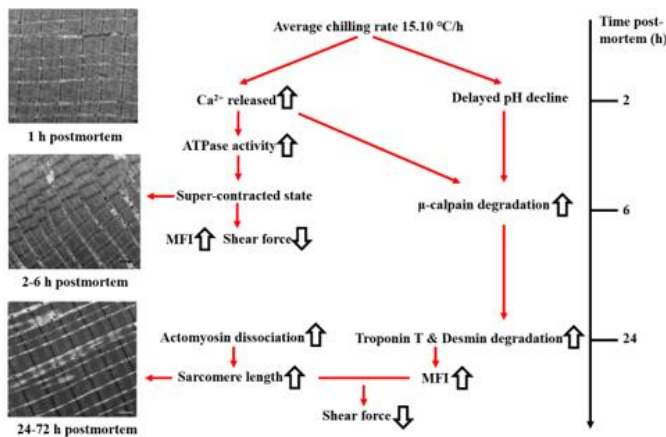 Average chilling rate 15.10 ℃/h
Time post-
mortem (h)
Ca²⁺ released
Delayed pH decline
2
1 h postmortem
ATPase activity
Super-contracted state
μ-calpain degradation
6
MFI
Shear force
2-6 h postmortem
Actomyosin dissociation
Troponin T & Desmin degradation
24
Sarcomere length
MFI
Shear force
24-72 h postmortem